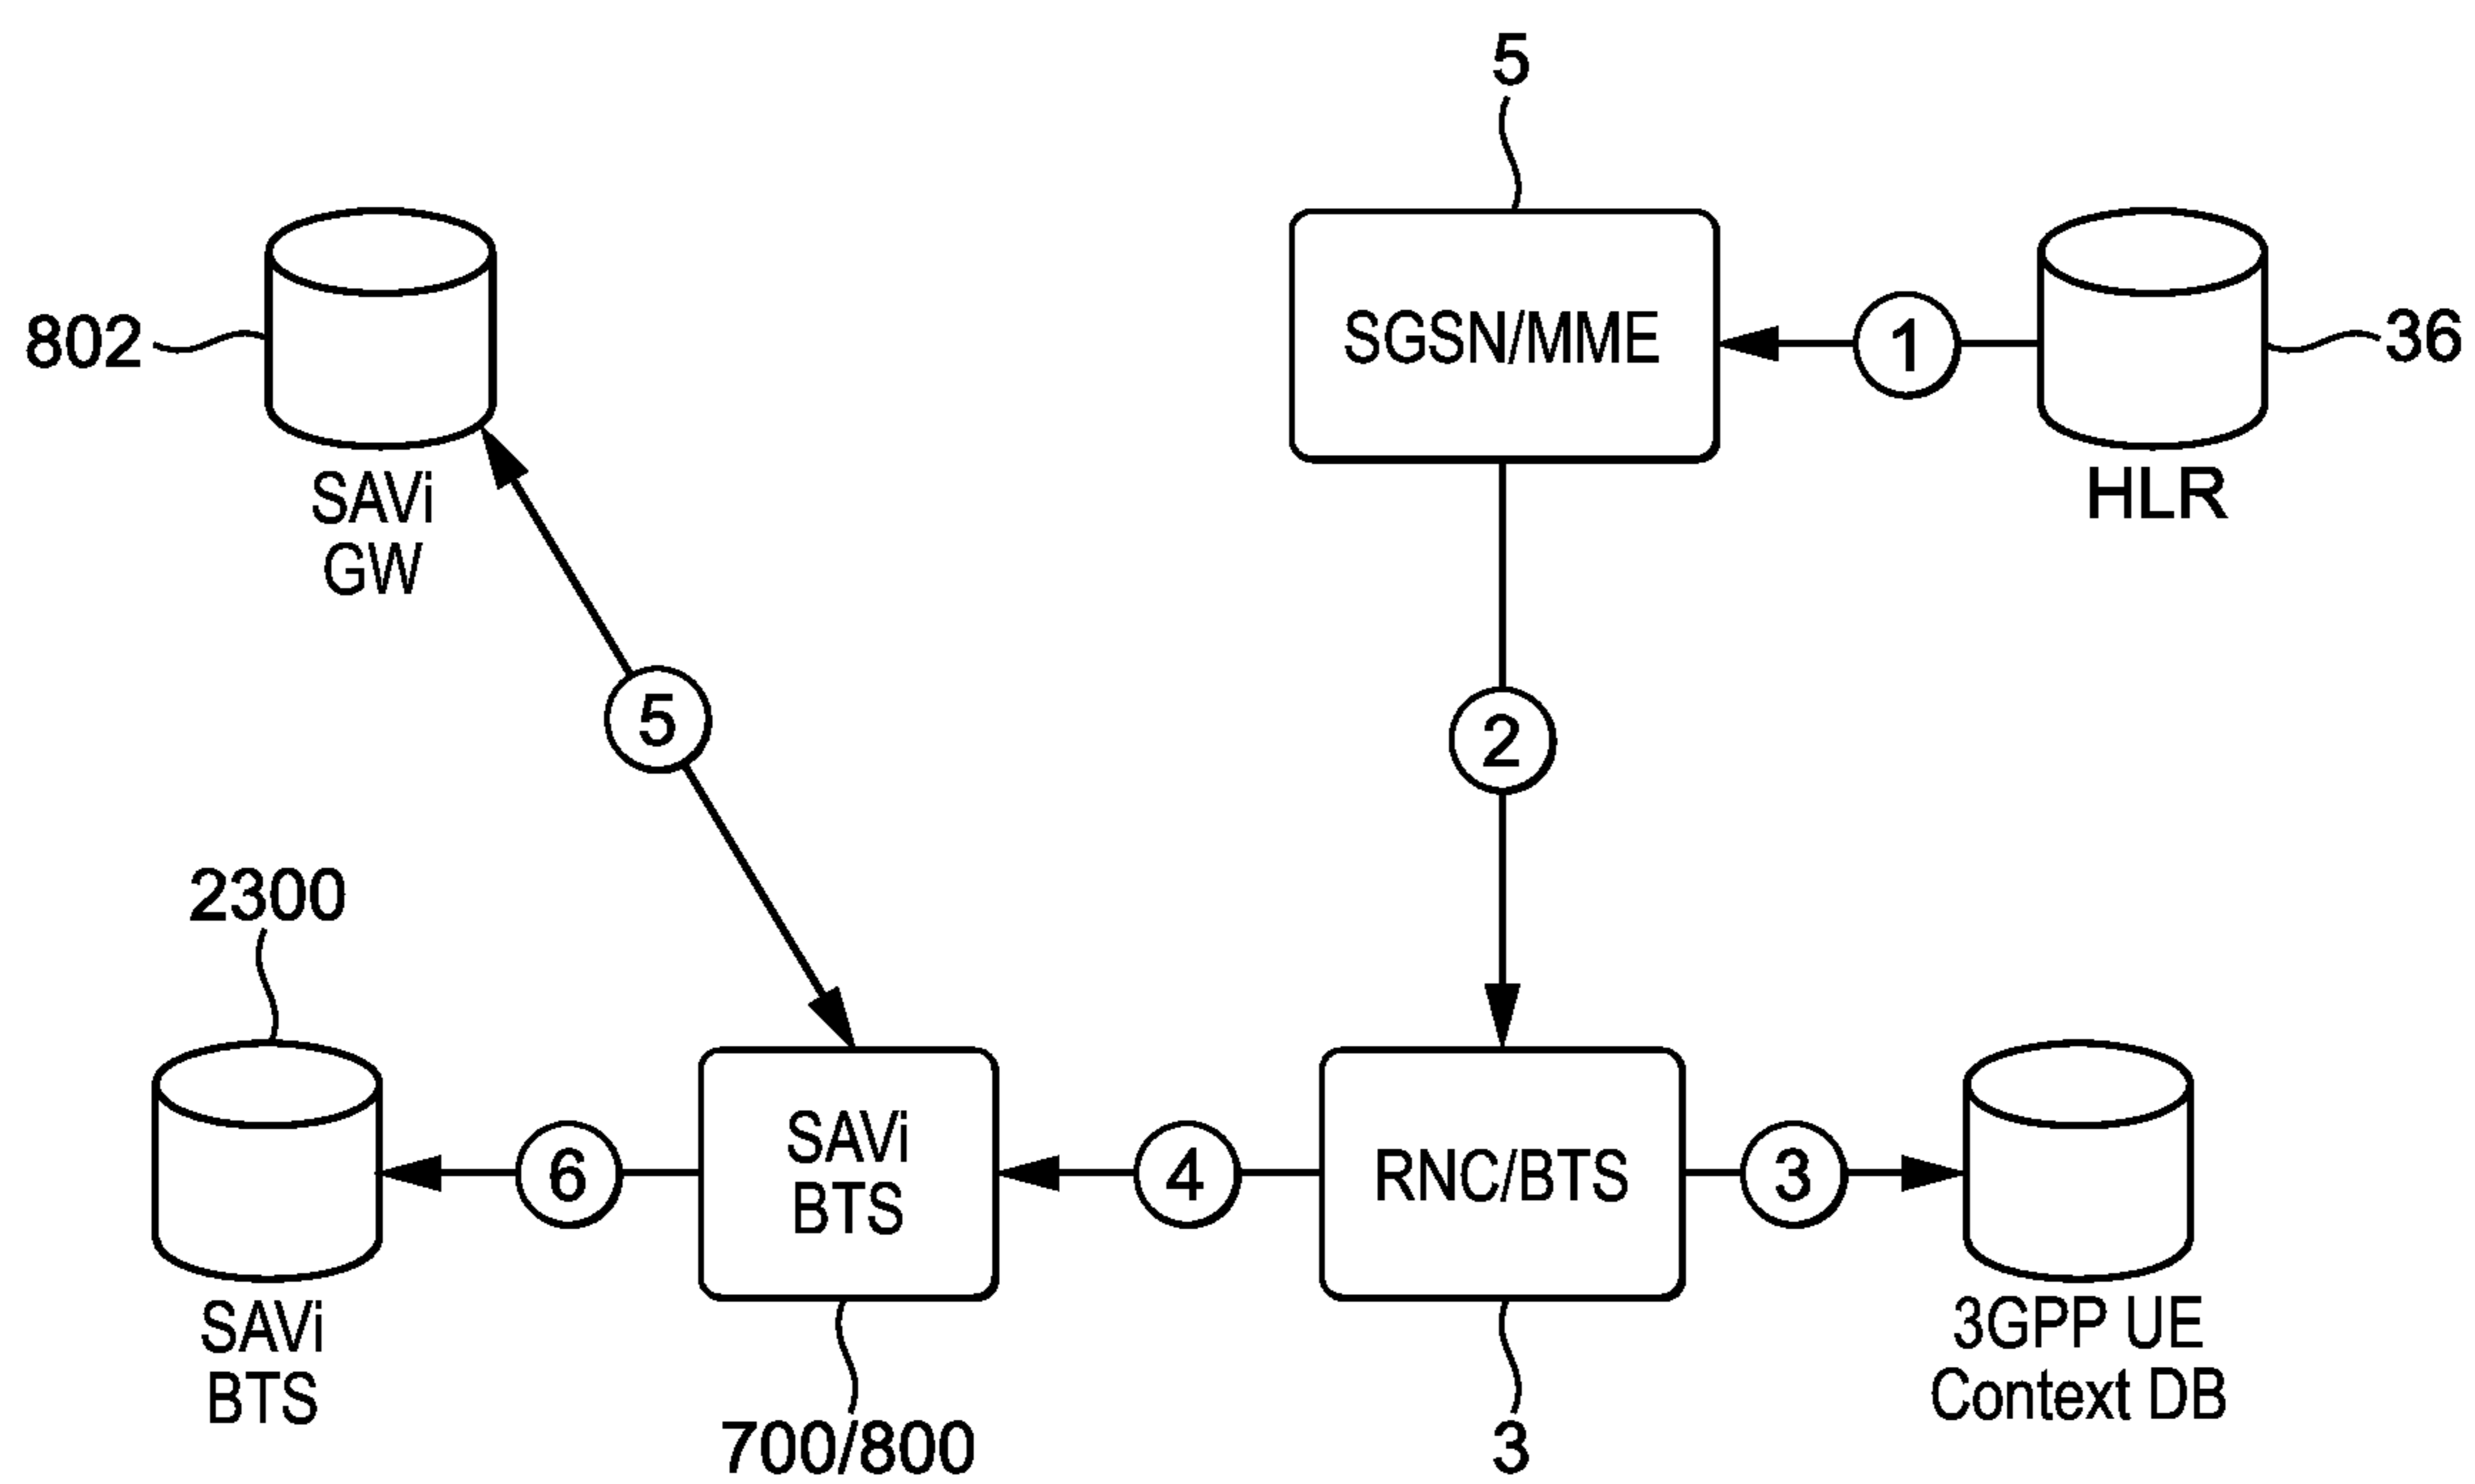 5
802
SGSN/MME
1
36
SAVi
GW
HLR
5
2
2300
6
SAVi
BTS
4
RNC/BTS
3
SAVi
BTS
3GPP UE
Context DB
700/800
3